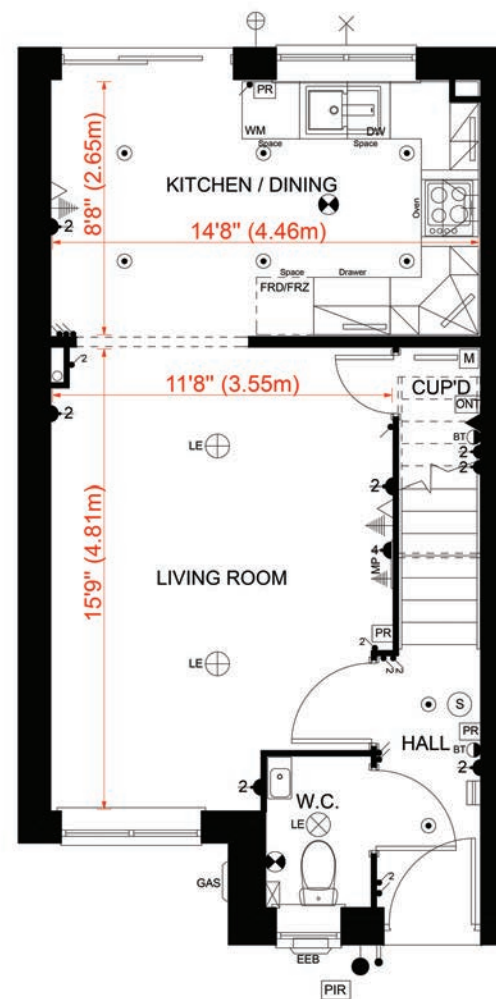 PR
WM
DW
Space
Space
KITCHEN / DINING
Oven
8'8" (2.65m)
2
14'8" (4.46m)
Space
Drawer
FRD/FRZ
2
M
11'8" (3.55m)
CUP'D
ONT
2
BT
LE
2
2
2
4
MP
15'9" (4.81m)
LIVING ROOM
PR
2
2
2
LE
S
PR
HALL
BT
2
2
W.C.
LE
GAS
2
EEB
PIR